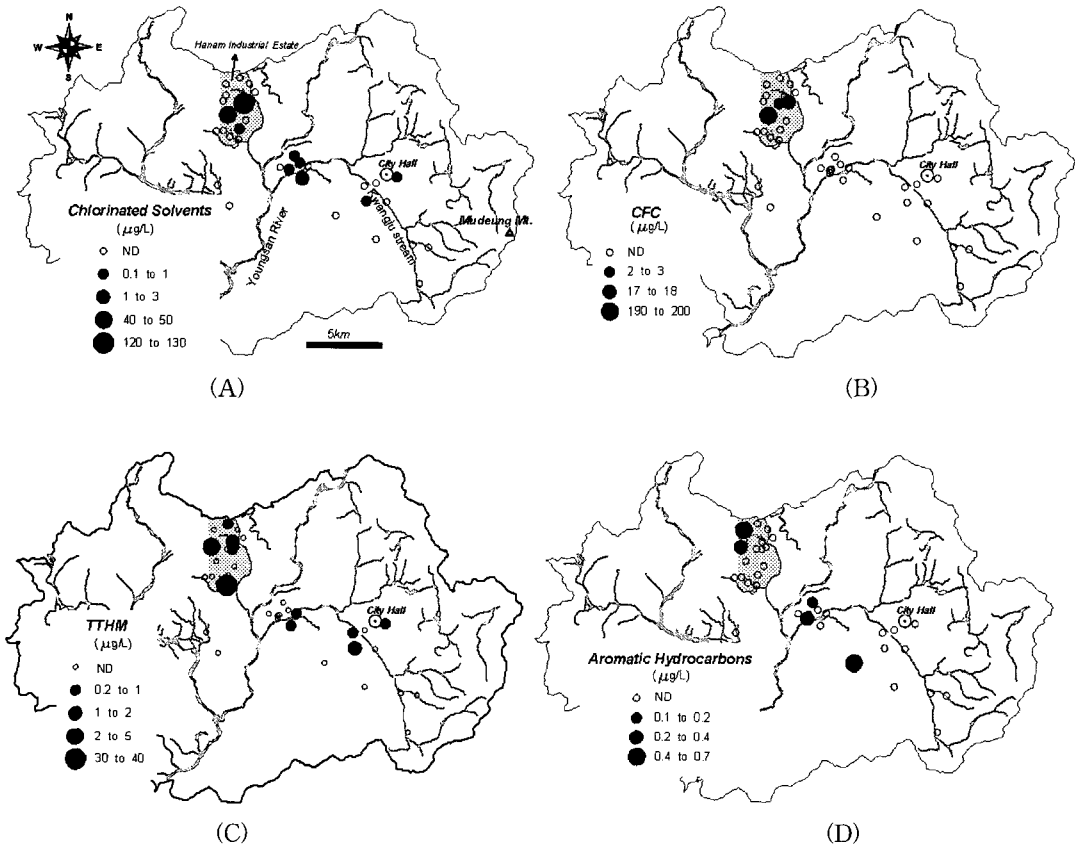 N
W E
S
Hanam Industrial Estate
City Hall
Mudeung Mt.
Kwangju stream
Youngsan River
Chlorinated Solvents
(μg/L)
ND
0.1 to 1
1 to 3
40 to 50
120 to 130
5km
(A)
City Hall
CFC
(μg/L)
ND
2 to 3
17 to 18
190 to 200
(B)
City Hall
TTHM
(μg/L)
ND
0.2 to 1
1 to 2
2 to 5
30 to 40
(C)
City Hall
Aromatic Hydrocarbons
(μg/L)
ND
0.1 to 0.2
0.2 to 0.4
0.4 to 0.7
(D)